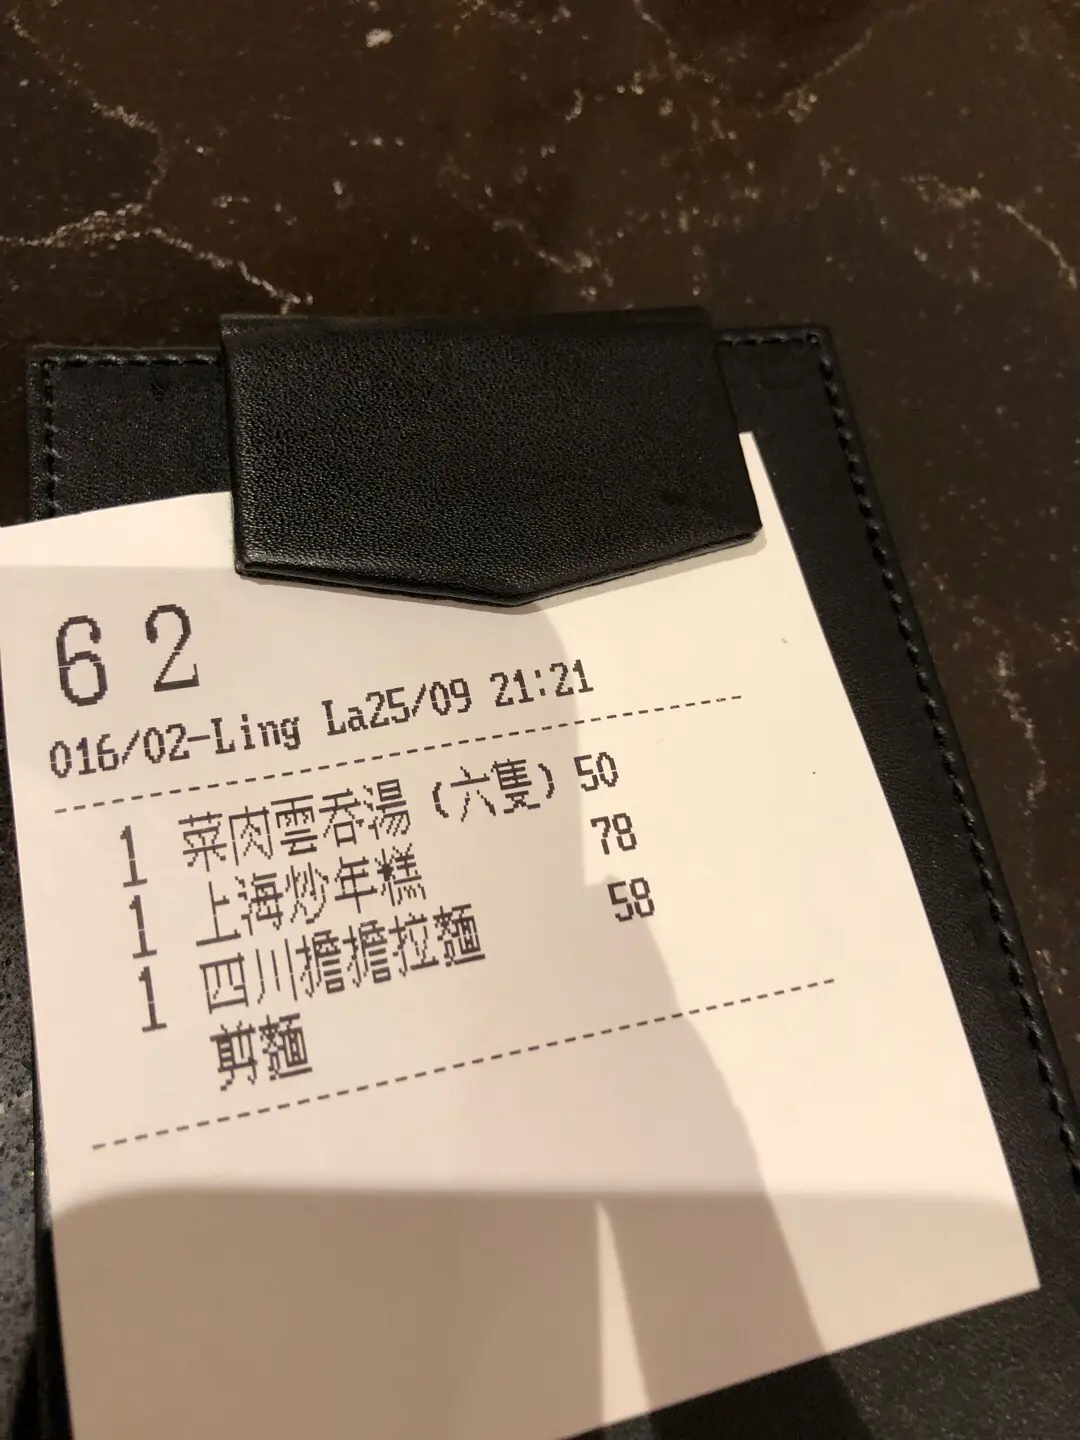 62
016/02-Ling La25/09 21:21
1 菜肉雲吞湯(六隻) 50
1 上海炒年糕 78
1 四川擔擔拉麵 58
剪麵